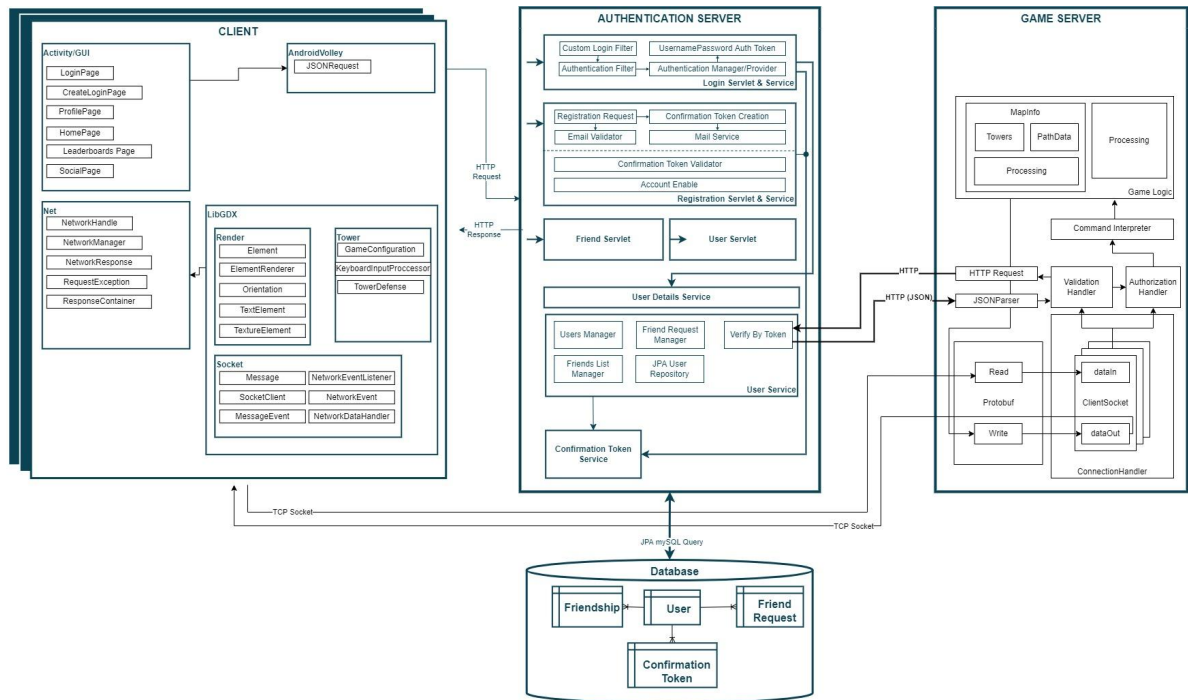 CLIENT
Activity/GUI
LoginPage
CreateLoginPage
ProfilePage
HomePage
Leaderboards Page
SocialPage
AndroidVolley
JSONRequest
Net
NetworkHandle
NetworkManager
NetworkResponse
RequestException
ResponseContainer
LibGDX
Render
Element
ElementRenderer
Orientation
TextElement
TextureElement
Tower
GameConfiguration
KeyboardInputProccessor
TowerDefense
Socket
Message
NetworkEventListener
SocketClient
NetworkEvent
MessageEvent
NetworkDataHandler
HTTP
Request
HTTP
Response
AUTHENTICATION SERVER
Custom Login Filter
UsernamePassword Auth Token
Authentication Filter
Authentication Manager/Provider
Login Servlet & Service
Registration Request
Confirmation Token Creation
Email Validator
Mail Service
Confirmation Token Validator
Account Enable
Registration Servlet & Service
Friend Servlet
User Servlet
User Details Service
Users Manager
Friend Request
Manager
Verify By Token
Friends List
Manager
JPA User
Repository
User Service
Confirmation Token
Service
HTTP
HTTP (JSON)
GAME SERVER
MapInfo
Towers
PathData
Processing
Processing
Game Logic
Command Interpreter
HTTP Request
JSONParser
Validation
Handler
Authorization
Handler
Read
Protobuf
Write
dataIn
ClientSocket
dataOut
ConnectionHandler
TCP Socket
TCP Socket
JPA mySQL Query
Database
Friendship
User
Friend
Request
Confirmation
Token